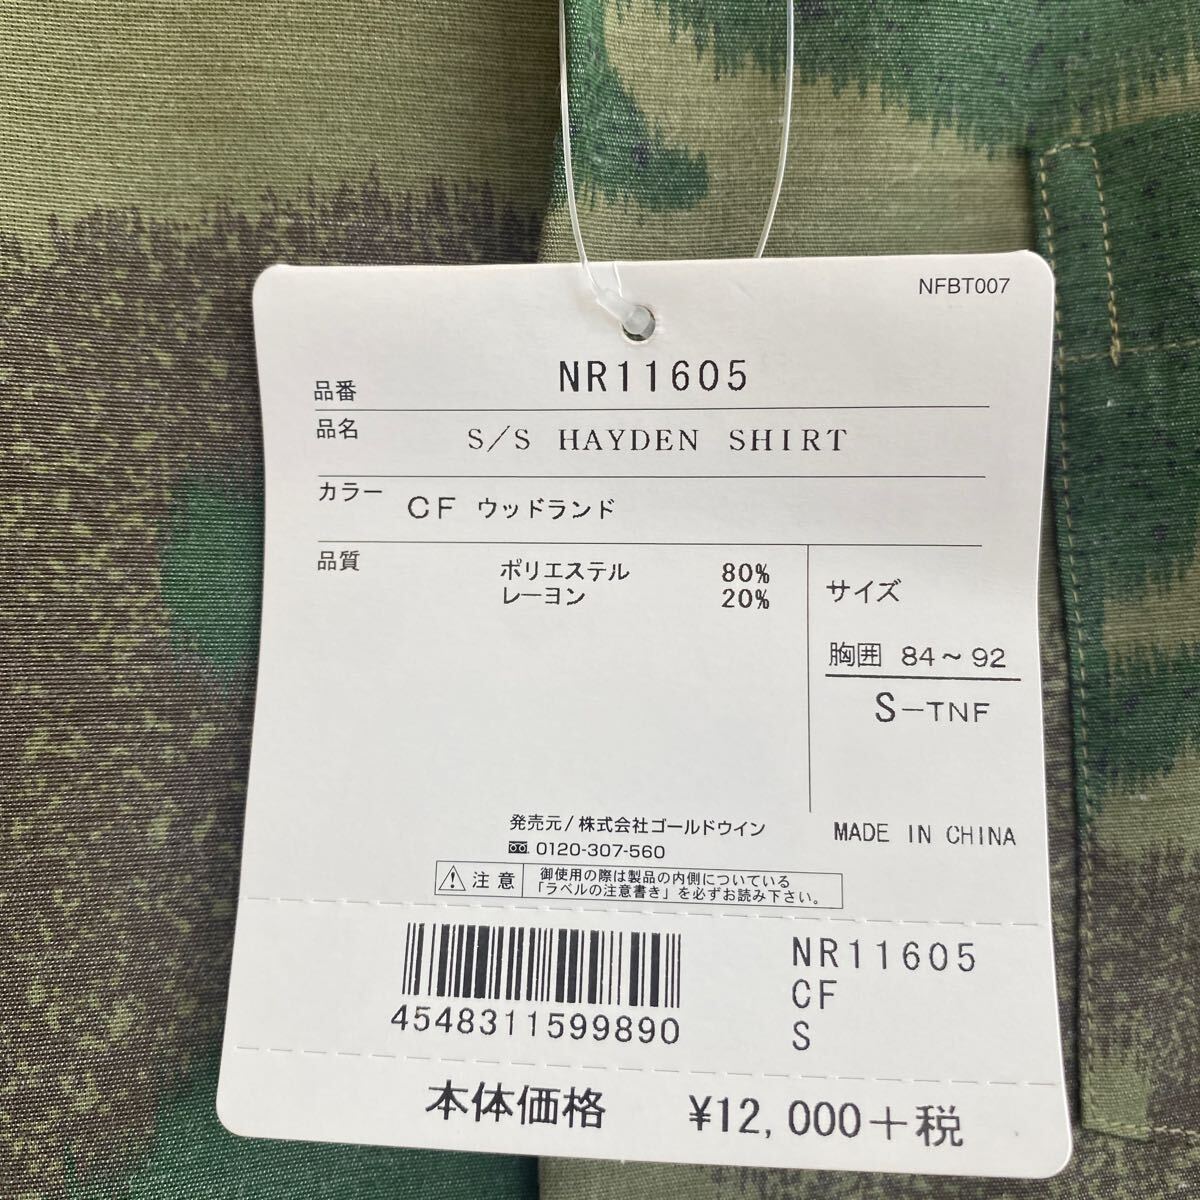 NFBT007
品番 NR11605
品名 S/S HAYDEN SHIRT
カラー CF ウッドランド
品質 ポリエステル 80%
レーヨン 20%
サイズ
胸囲 84~92
S-TNF
発売元/株式会社ゴールドウイン
0120-307-560
MADE IN CHINA
注意 御使用の際は製品の内側についている
「ラベルの注意書き」を必ずお読み下さい。
4548311599890
NR11605
CF
S
本体価格 ¥12,000+税